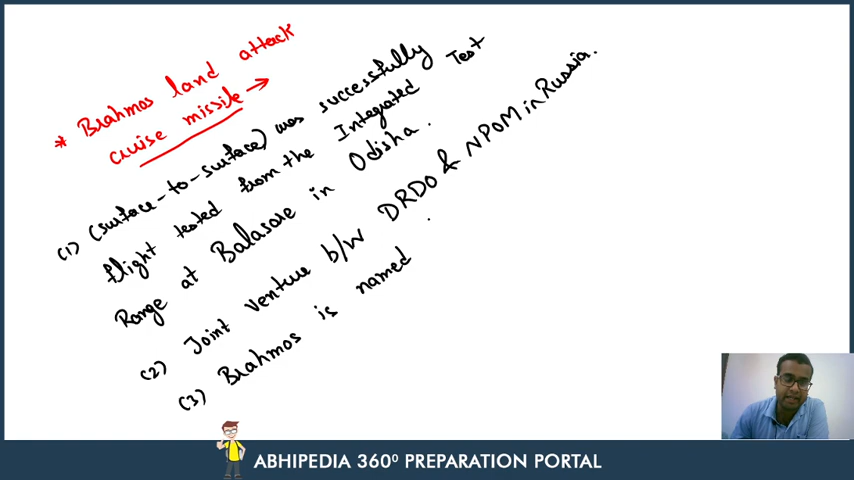 * Brahmos land attack
cruise missile →
(1) (surface-to-surface) was successfully
flight tested from the Integrated Test
Range at Balasore in Odisha.
(2) Joint venture b/w DRDO & NPOM in Russia.
(3) Brahmos is named
ABHIPEDIA 360° PREPARATION PORTAL